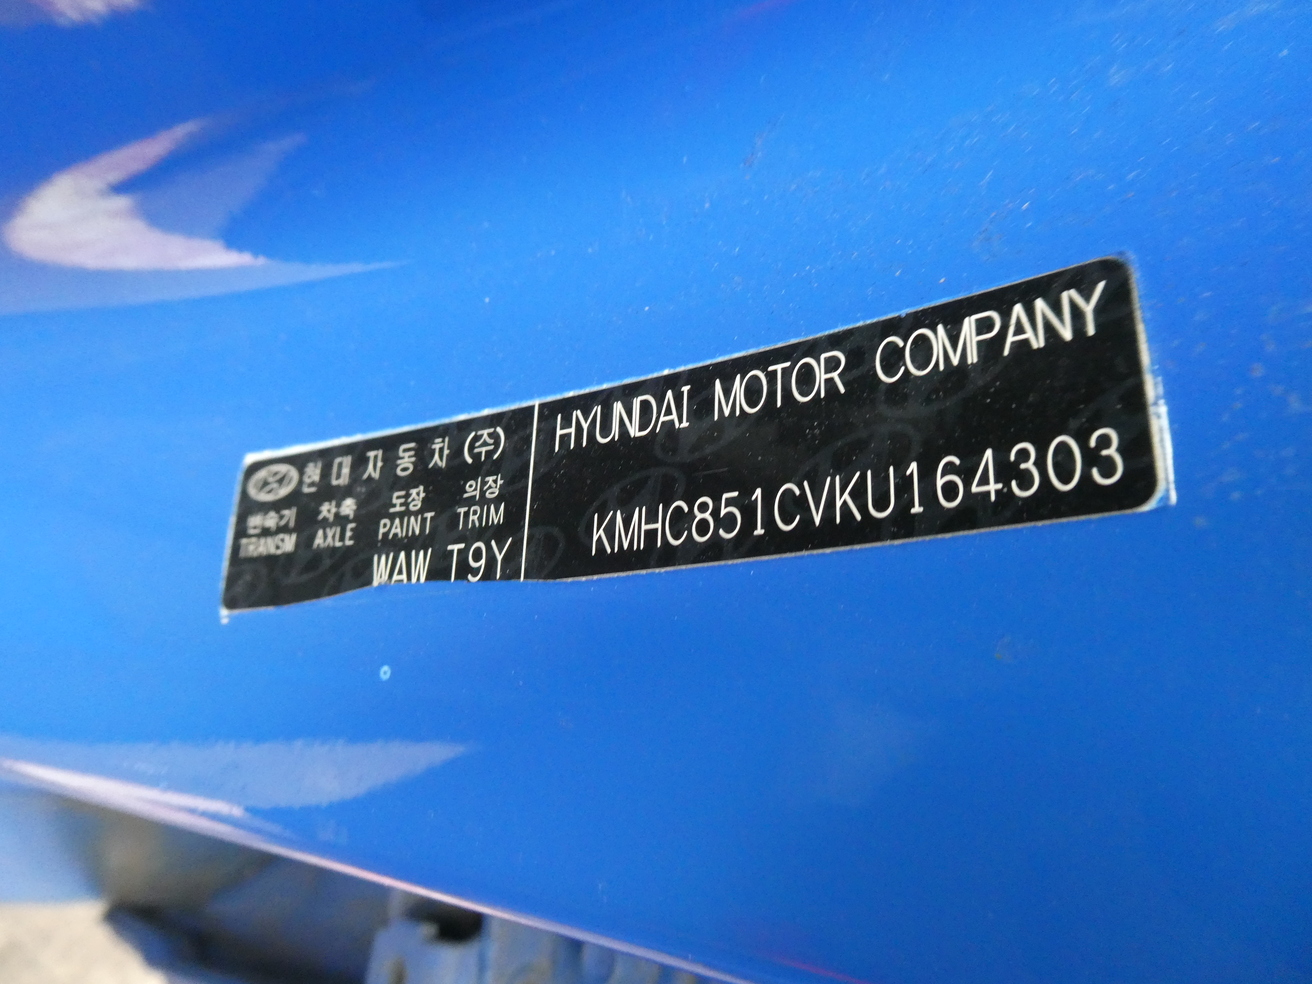 현대자동차(주)
변속기 차축 도장 의장
TRANSM AXLE PAINT TRIM
WAW T9Y
HYUNDAI MOTOR COMPANY
KMHC851CVKU164303